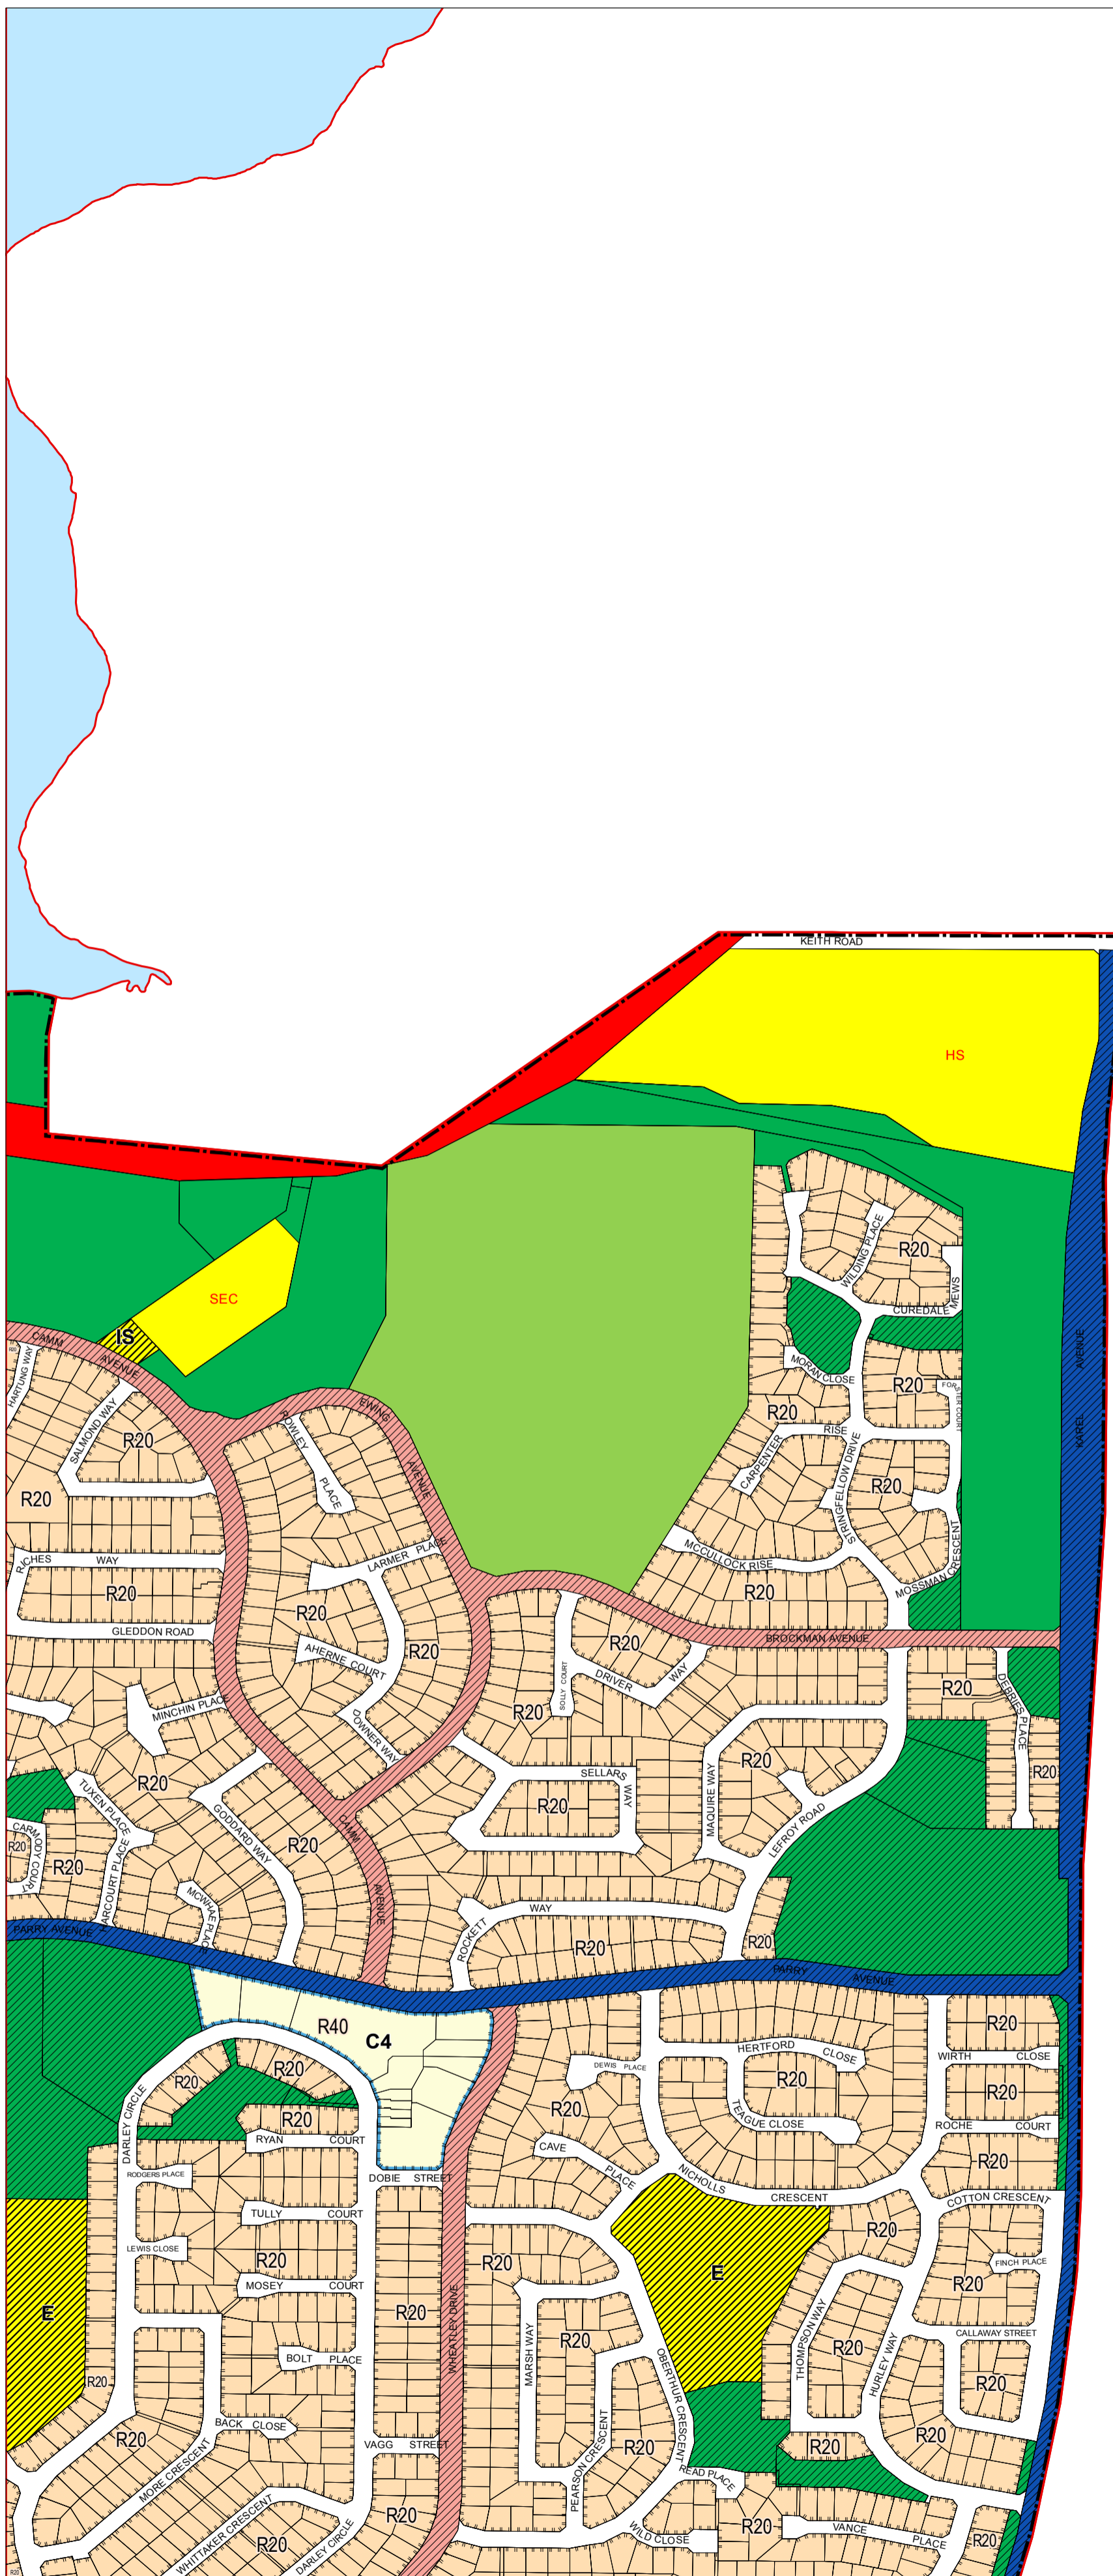 KEITH ROAD
HS
WILDING PLACE
R20
MEWS
SEC
CUREDALE
IS
CAMM
AVENUE
R20
HARTUNG WAY
KAREL
AVENUE
MORAN CLOSE
R20
FORSTER COURT
EWING
AVENUE
ROWLEY
PLACE
SALMOND WAY
R20
R20
RISE
CARPENTER
STRINGFELLOW DRIVE
R20
R20
MCCULLOCK RISE
MOSSMAN CRESCENT
LARMER PLACE
RICHES WAY
R20
R20
R20
GLEDDON ROAD
BROCKMAN AVENUE
AHERNE COURT
R20
R20
DRIVER WAY
SOLLY COURT
R20
DEBRIES PLACE
R20
MINCHIN PLACE
DOWNER WAY
R20
R20
SELLARS
WAY
R20
R20
TUXEN PLACE
GODDARD WAY
R20
MAQUIRE WAY
LEFROY ROAD
CARMODY COURT
R20
R20
HARCOURT PLACE
R20
CAMM
AVENUE
MCWHAE PLACE
WAY
ROCKETT
R20
R20
PARRY AVENUE
PARRY
AVENUE
R40
C4
R20
HERTFORD
CLOSE
WIRTH CLOSE
DEWIS PLACE
R20
R20
R20
R20
DARLEY CIRCLE
R20
R20
TEAGUE CLOSE
ROCHE COURT
RYAN COURT
CAVE
PLACE
R20
RODGERS PLACE
DOBIE STREET
NICHOLLS
CRESCENT
COTTON CRESCENT
TULLY COURT
R20
LEWIS CLOSE
R20
R20
E
FINCH PLACE
R20
MOSEY COURT
E
R20
WHEATLEY DRIVE
MARSH WAY
R20
THOMPSON WAY
R20
HURLEY WAY
CALLAWAY STREET
BOLT PLACE
R20
R20
OBERTHUR CRESCENT
BACK CLOSE
R20
R20
VAGG STREET
PEARSON CRESCENT
R20
R20
MORE CRESCENT
READ PLACE
R20
WHITTAKER CRESCENT
R20
DARLEY CIRCLE
WILD CLOSE
R20
VANCE
PLACE
R20
R20